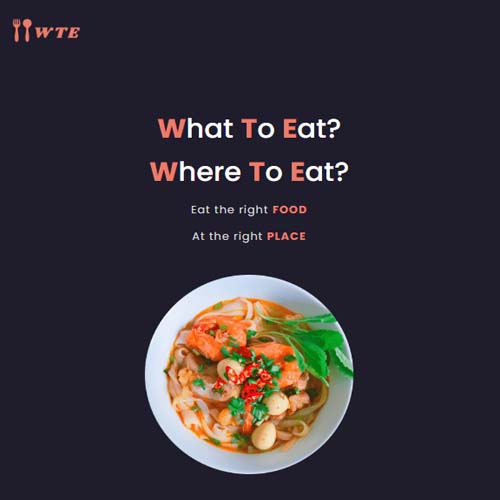 WTE
What To Eat?
Where To Eat?
Eat the right FOOD
At the right PLACE